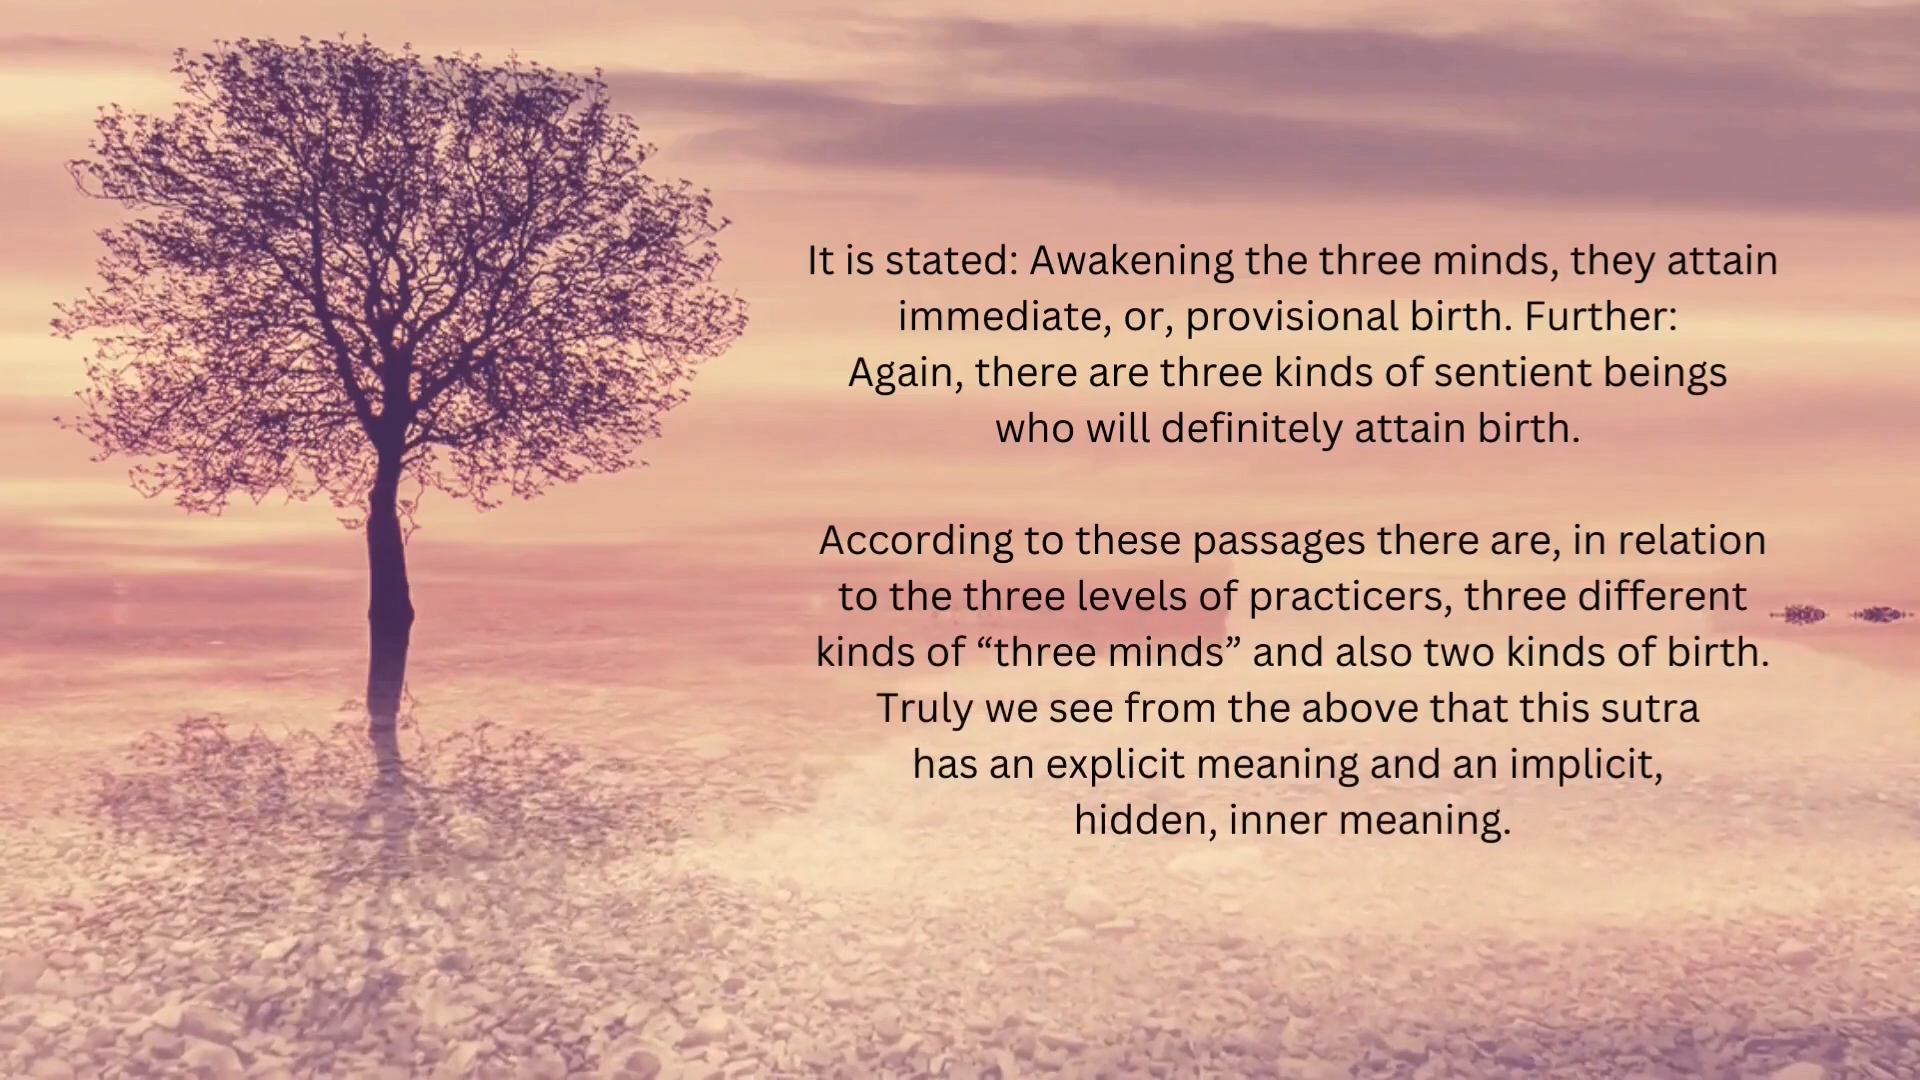 It is stated: Awakening the three minds, they attain
immediate, or, provisional birth. Further:
Again, there are three kinds of sentient beings
who will definitely attain birth.
According to these passages there are, in relation
to the three levels of practicers, three different
kinds of “three minds” and also two kinds of birth.
Truly we see from the above that this sutra
has an explicit meaning and an implicit,
hidden, inner meaning.